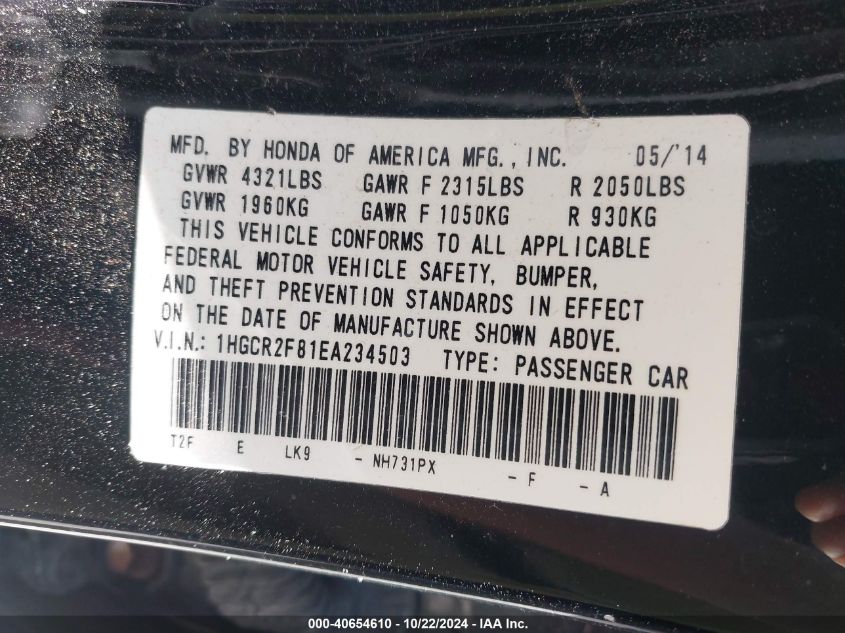 MFD. BY HONDA OF AMERICA MFG., INC. 05/'14
GVWR 4321LBS GAWR F 2315LBS R 2050LBS
GVWR 1960KG GAWR F 1050KG R 930KG
THIS VEHICLE CONFORMS TO ALL APPLICABLE
FEDERAL MOTOR VEHICLE SAFETY, BUMPER,
AND THEFT PREVENTION STANDARDS IN EFFECT
ON THE DATE OF MANUFACTURE SHOWN ABOVE.
V.I.N.: 1HGCR2F81EA234503 TYPE: PASSENGER CAR
T2F E LK9 - NH731PX - F - A
000-40654610 - 10/22/2024 - IAA Inc.